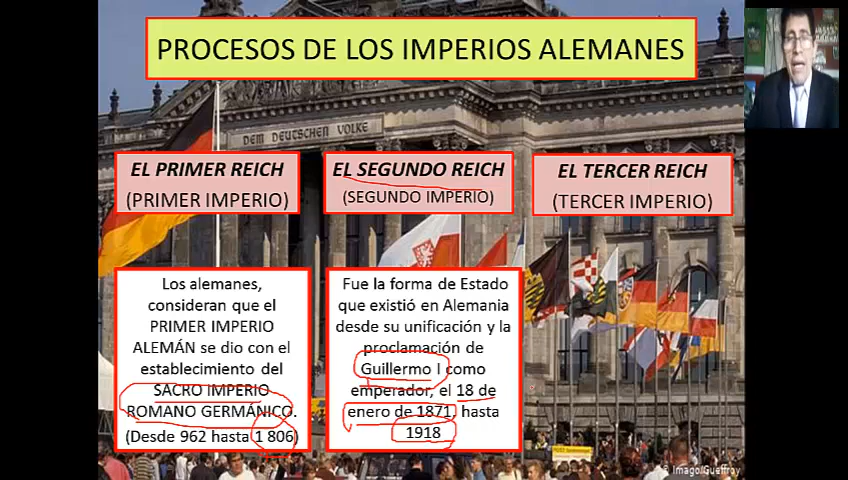 PROCESOS DE LOS IMPERIOS ALEMANES
DEM DEUTSCHEN VOLKE
EL PRIMER REICH
(PRIMER IMPERIO)
EL SEGUNDO REICH
(SEGUNDO IMPERIO)
EL TERCER REICH
(TERCER IMPERIO)
Los alemanes,
consideran que el
PRIMER IMPERIO
ALEMÁN se dio con el
establecimiento del
SACRO IMPERIO
ROMANO GERMÁNICO.
(Desde 962 hasta 1 806)
Fue la forma de Estado
que existió en Alemania
desde su unificación y la
proclamación de
Guillermo I como
emperador, el 18 de
enero de 1871, hasta
1918
© Imago/Gueffroy